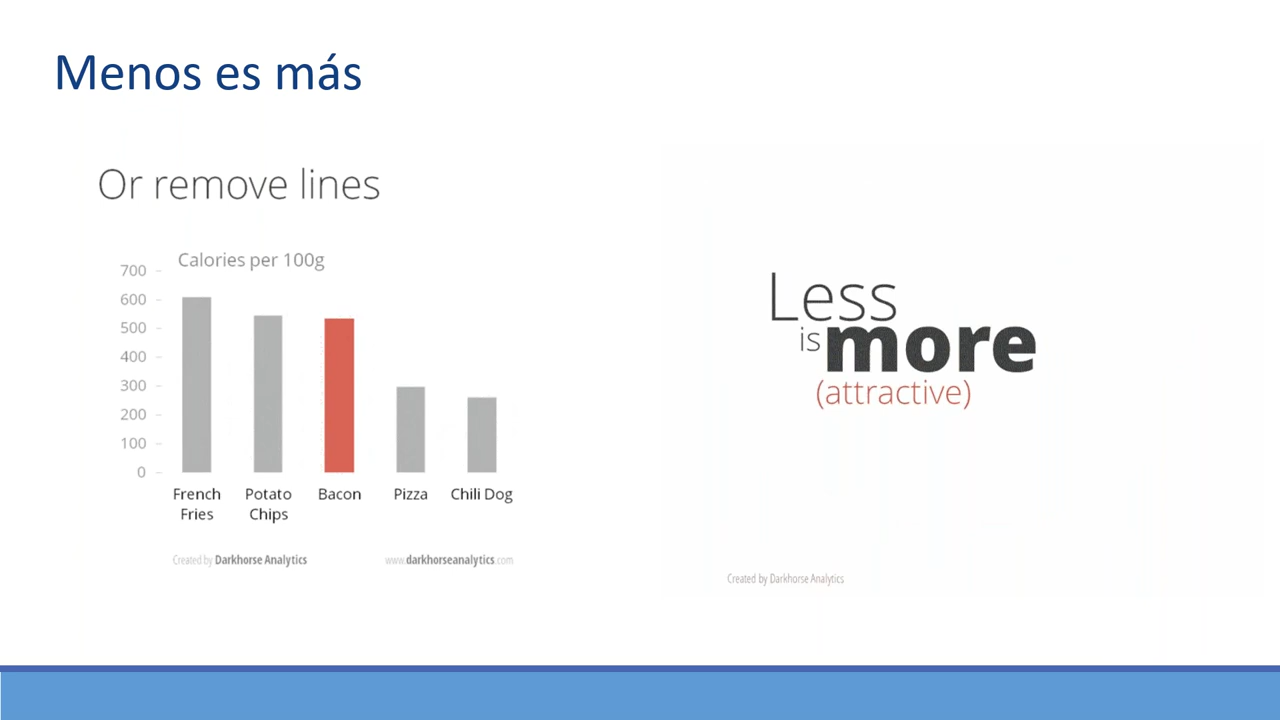 Menos es más
Or remove lines
Calories per 100g
700
600
500
400
300
200
100
0
French
Fries
Potato
Chips
Bacon
Pizza
Chili Dog
Created by Darkhorse Analytics
www.darkhorseanalytics.com
Less
is more
(attractive)
Created by Darkhorse Analytics